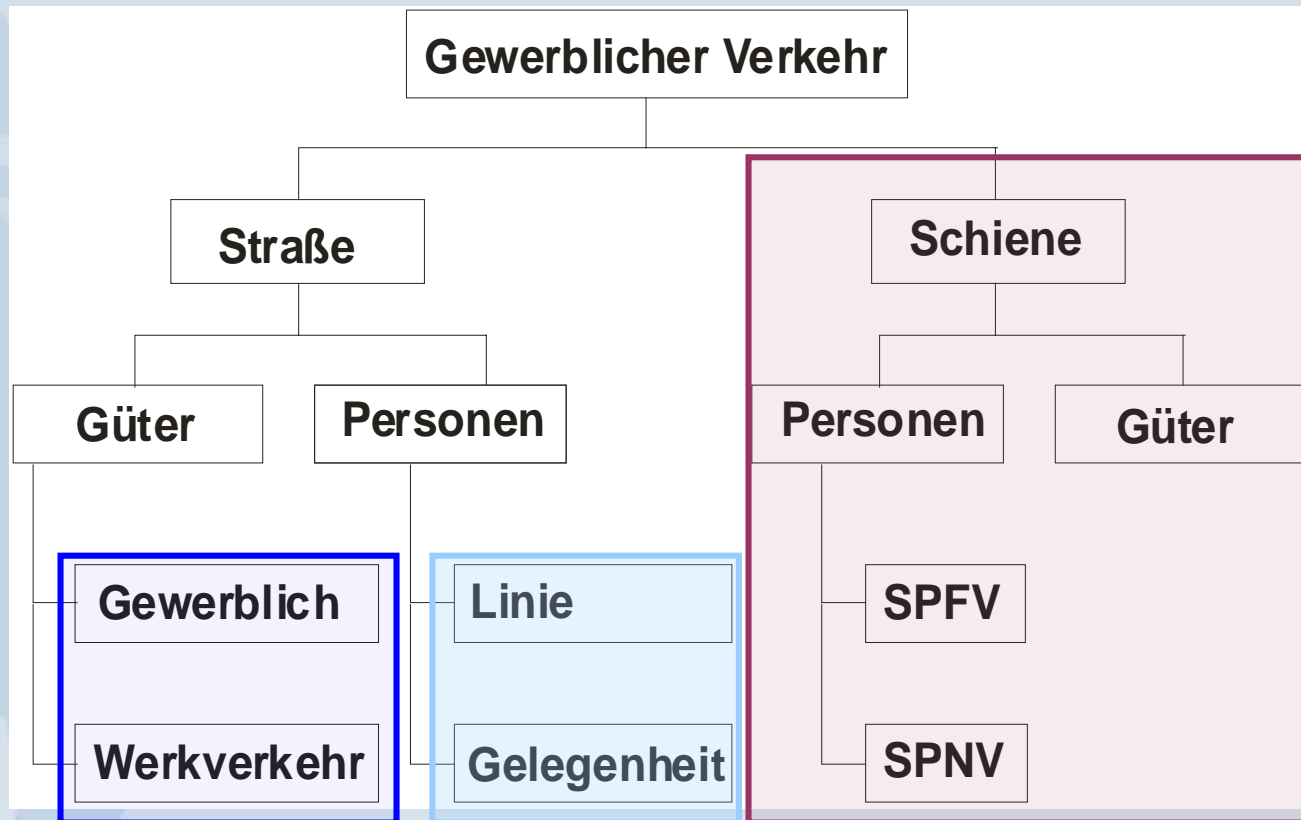 Gewerblicher Verkehr
Straße
Schiene
Güter
Personen
Personen
Güter
Gewerblich
Linie
SPFV
Werkverkehr
Gelegenheit
SPNV